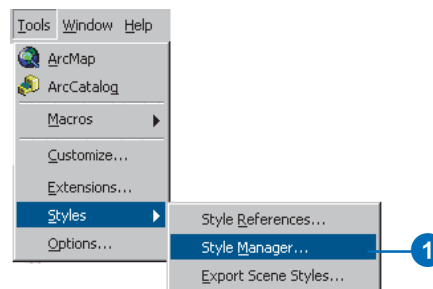 Tools Window Help
ArcMap
ArcCatalog
Macros
Customize...
Extensions...
Styles
Style References...
Options...
Style Manager...
1
Export Scene Styles...